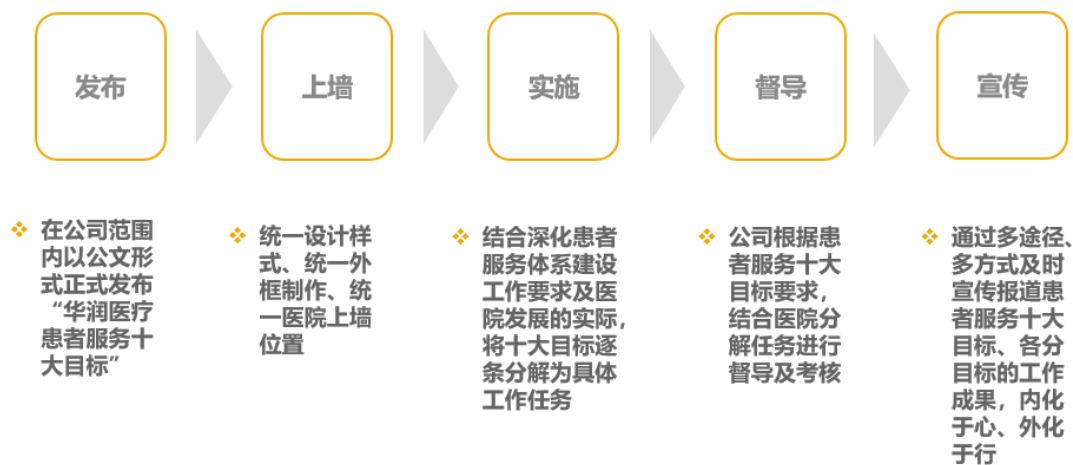 发布
上墙
实施
督导
宣传
在公司范围
内以公文形
式正式发布
“华润医疗
患者服务十
大目标”
统一设计样
式、统一外
框制作、统
一医院上墙
位置
结合深化患者
服务体系建设
工作要求及医
院发展的实际，
将十大目标逐
条分解为具体
工作任务
公司根据患
者服务十大
目标要求，
结合医院分
解任务进行
督导及考核
通过多途径、
多方式及时
宣传报道患
者服务十大
目标、各分
目标的工作
成果，内化
于心、外化
于行